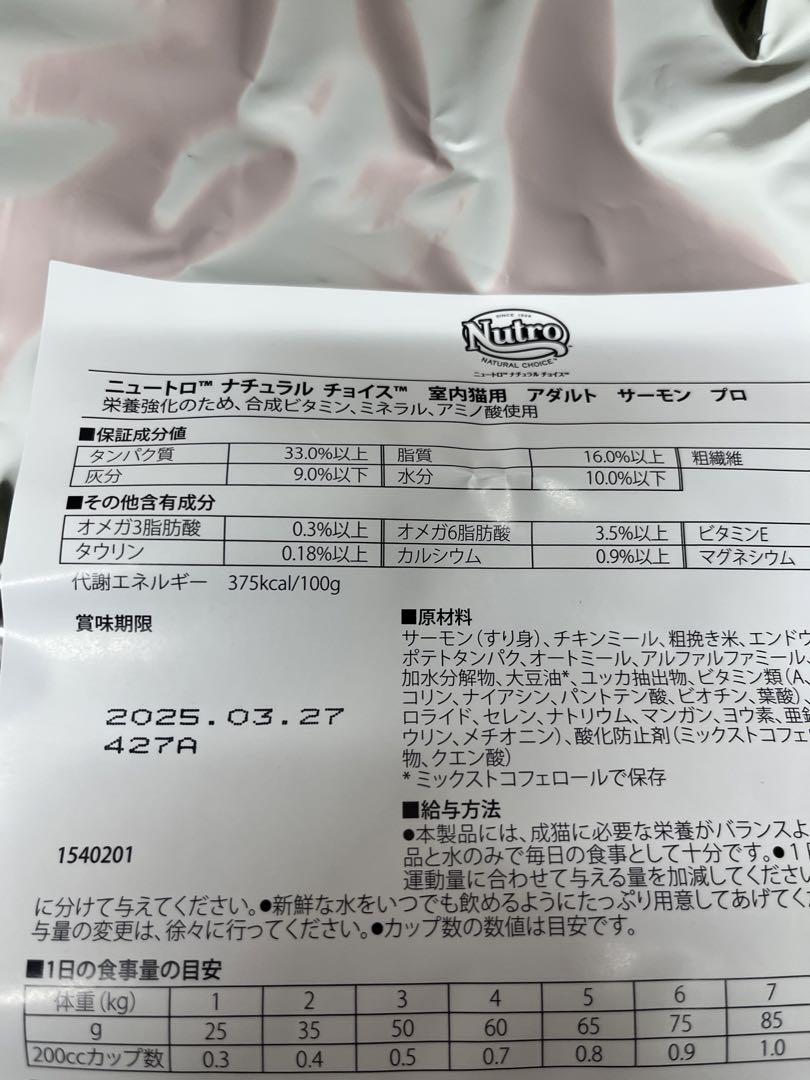 SINCE 1926
Nutro
NATURAL CHOICE™
ニュートロ™ ナチュラル チョイス™
ニュートロ™ ナチュラル チョイス™ 室内猫用 アダルト サーモン プロ
栄養強化のため、合成ビタミン、ミネラル、アミノ酸使用
■保証成分値
タンパク質 33.0%以上 脂質 16.0%以上 粗繊維
灰分 9.0%以下 水分 10.0%以下
■その他含有成分
オメガ3脂肪酸 0.3%以上 オメガ6脂肪酸 3.5%以上 ビタミンE
タウリン 0.18%以上 カルシウム 0.9%以上 マグネシウム
代謝エネルギー 375kcal/100g
賞味期限
2025.03.27
427A
1540201
■原材料
サーモン(すり身)、チキンミール、粗挽き米、エンドウ
ポテトタンパク、オートミール、アルファルファミール、
加水分解物、大豆油*、ユッカ抽出物、ビタミン類(A、
コリン、ナイアシン、パントテン酸、ビオチン、葉酸)、
ロライド、セレン、ナトリウム、マンガン、ヨウ素、亜鉛
ウリン、メチオニン)、酸化防止剤(ミックストコフェ
物、クエン酸)
* ミックストコフェロールで保存
■給与方法
●本製品には、成猫に必要な栄養がバランスよ
品と水のみで毎日の食事として十分です。●1日
運動量に合わせて与える量を加減してください
に分けて与えてください。●新鮮な水をいつでも飲めるようにたっぷり用意してあげてく
与量の変更は、徐々に行ってください。●カップ数の数値は目安です。
■1日の食事量の目安
体重(kg) 1 2 3 4 5 6 7
g 25 35 50 60 65 75 85
200ccカップ数 0.3 0.4 0.5 0.7 0.8 0.9 1.0